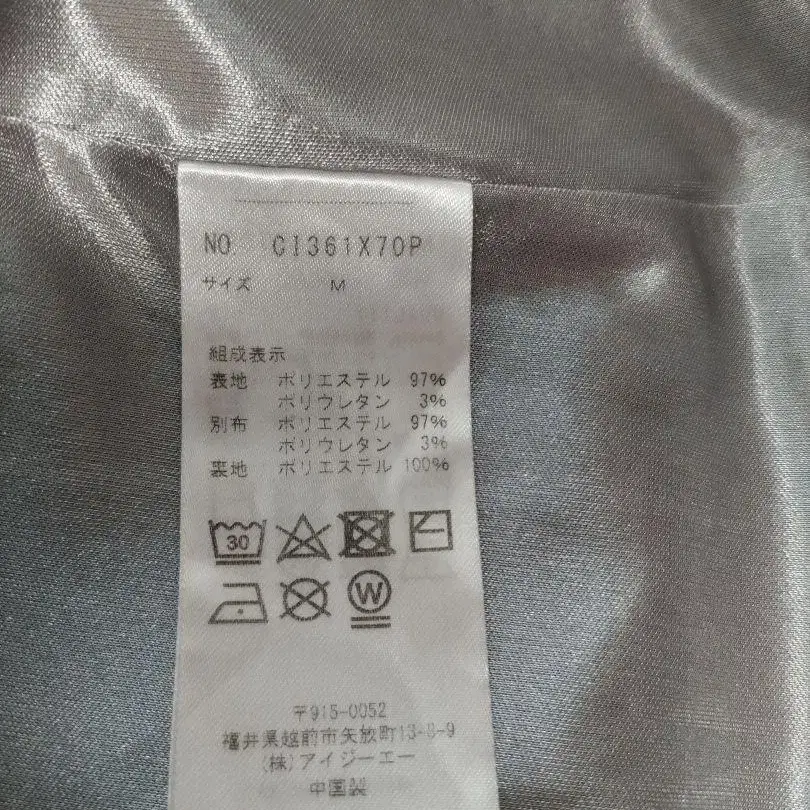 NO. CI361X70P
サイズ M
組成表示
表地 ポリエステル 97%
ポリウレタン 3%
別布 ポリエステル 97%
ポリウレタン 3%
裏地 ポリエステル 100%
30
W
〒915-0052
福井県越前市矢放町13-8-9
(株)アイジーエー
中国製